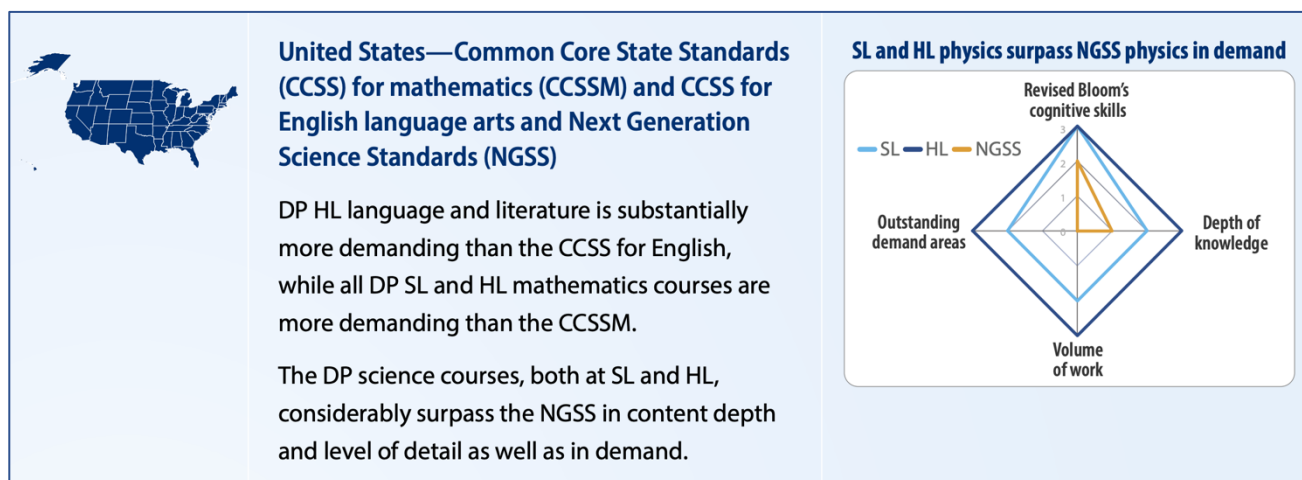 United States—Common Core State Standards
(CCSS) for mathematics (CCSSM) and CCSS for
English language arts and Next Generation
Science Standards (NGSS)
DP HL language and literature is substantially
more demanding than the CCSS for English,
while all DP SL and HL mathematics courses are
more demanding than the CCSSM.
The DP science courses, both at SL and HL,
considerably surpass the NGSS in content depth
and level of detail as well as in demand.
SL and HL physics surpass NGSS physics in demand
Revised Bloom's
cognitive skills
3
SL HL NGSS
2
1
Outstanding
demand areas
0
Depth of
knowledge
Volume
of work